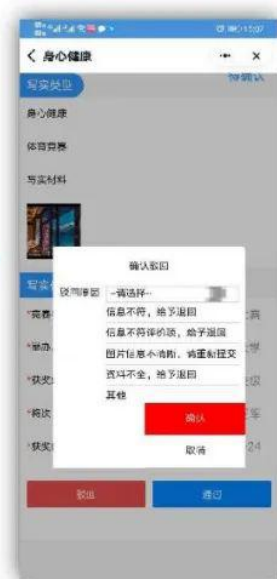 身心健康
写实类型
待确认
身心健康
体育竞赛
写实材料
确认驳回
驳回原因
--请选择--
信息不符，给予退回
信息不符评价项，给予退回
图片信息不清晰，请重新提交
资料不全，给予退回
其他
确认
取消
驳回
通过